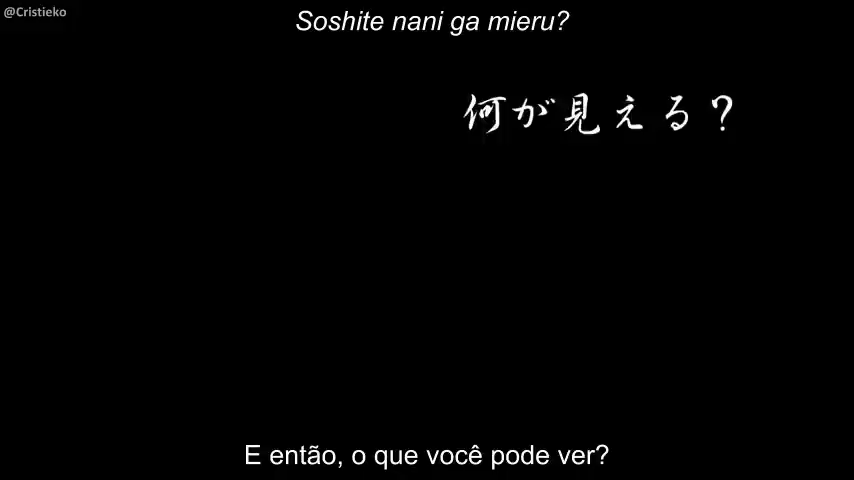 @Cristieko
Soshite nani ga mieru?
何が見える？
E então, o que você pode ver?